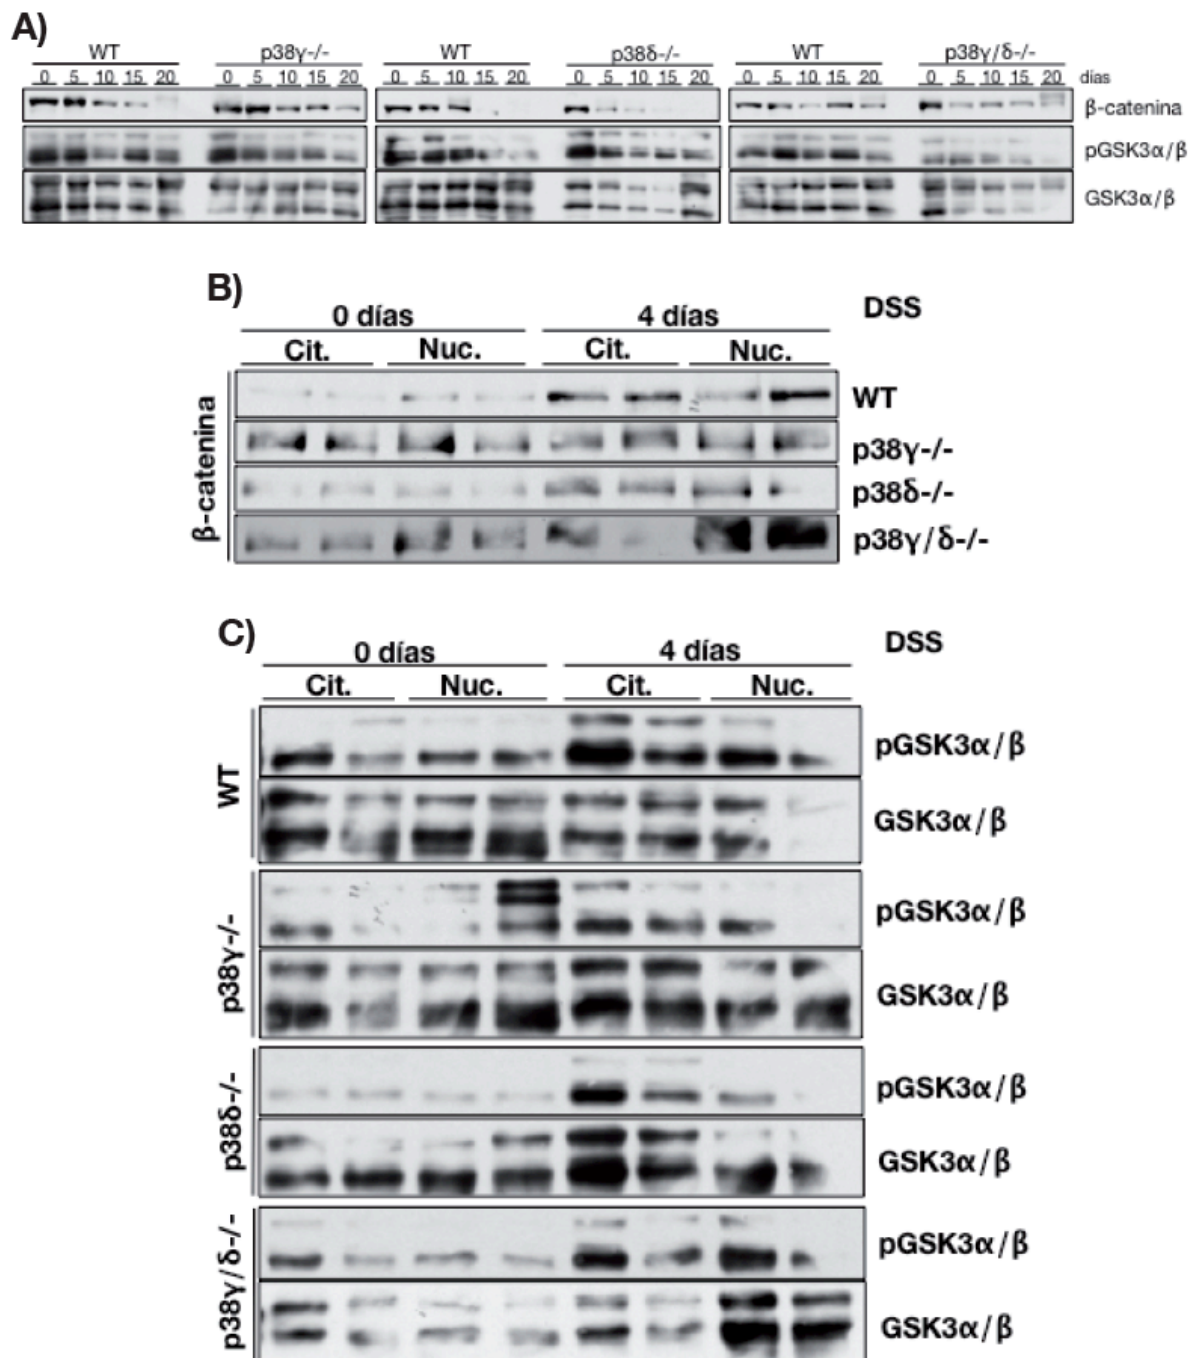 A)
WT p38γ-/- WT p38δ-/- WT p38γ/δ-/-
0 5 10 15 20 0 5 10 15 20 0 5 10 15 20 0 5 10 15 20 0 5 10 15 20 0 5 10 15 20 días
β-catenina
pGSK3α/β
GSK3α/β
B)
0 días 4 días DSS
Cit. Nuc. Cit. Nuc.
β-catenina
WT
p38γ-/-
p38δ-/-
p38γ/δ-/-
C)
0 días 4 días DSS
Cit. Nuc. Cit. Nuc.
WT
pGSK3α/β
GSK3α/β
p38γ-/-
pGSK3α/β
GSK3α/β
p38δ-/-
pGSK3α/β
GSK3α/β
p38γ/δ-/-
pGSK3α/β
GSK3α/β